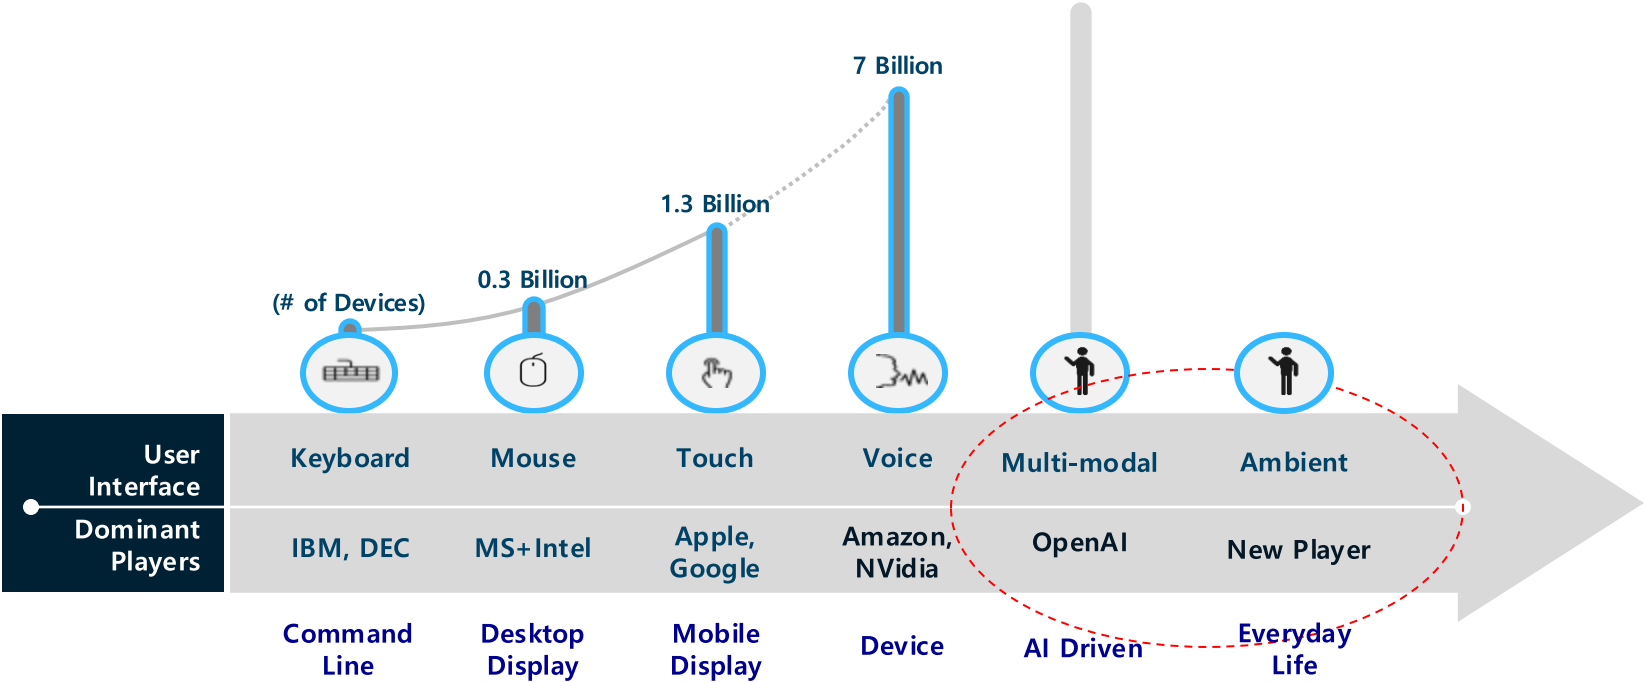 7 Billion
1.3 Billion
0.3 Billion
(# of Devices)
User
Interface
Keyboard
Mouse
Touch
Voice
Multi-modal
Ambient
Dominant
Players
IBM, DEC
MS+Intel
Apple,
Google
Amazon,
NVidia
OpenAI
New Player
Command
Line
Desktop
Display
Mobile
Display
Device
AI Driven
Everyday
Life